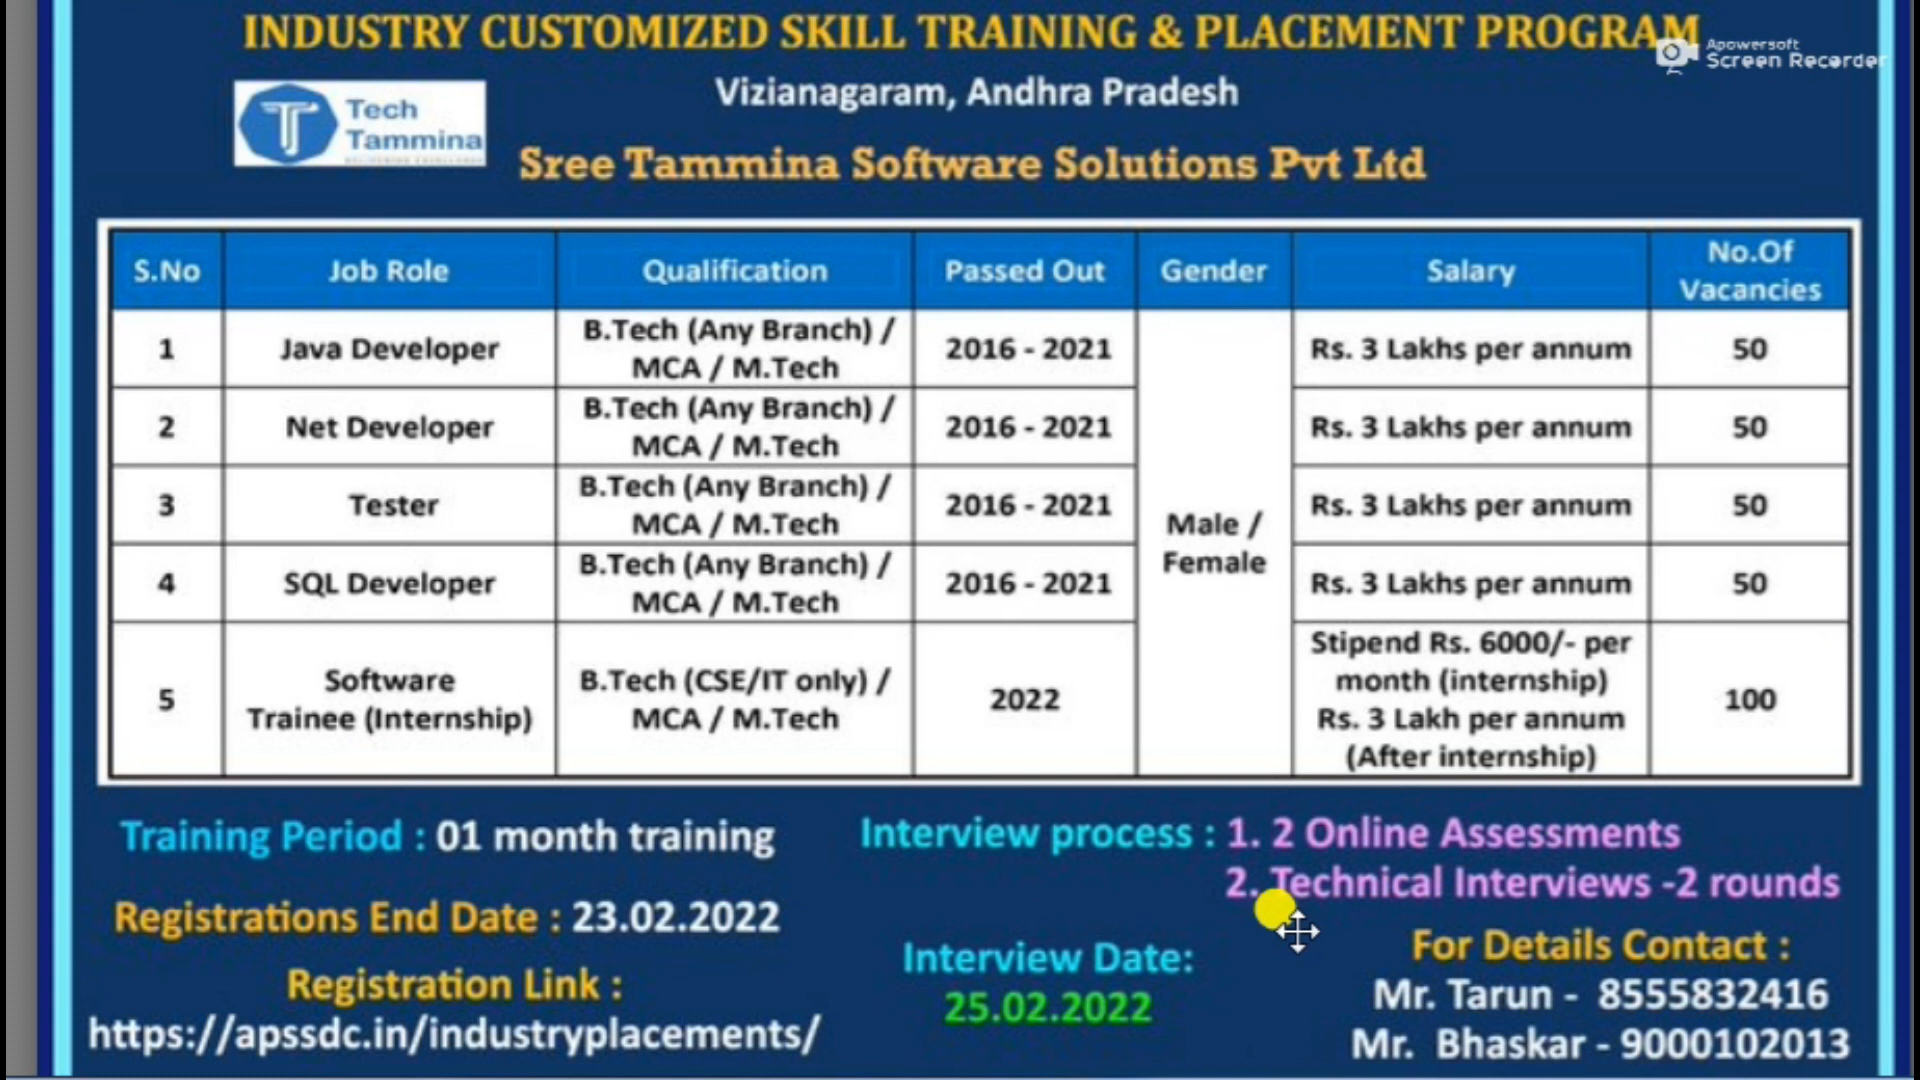 INDUSTRY CUSTOMIZED SKILL TRAINING & PLACEMENT PROGRAM
Apowersoft
Screen Recorder
Vizianagaram, Andhra Pradesh
Tech
Tammina
Sree Tammina Software Solutions Pvt Ltd
S.No Job Role Qualification Passed Out Gender Salary No.Of Vacancies
1 Java Developer B.Tech (Any Branch) / MCA / M.Tech 2016 - 2021 Rs. 3 Lakhs per annum 50
2 Net Developer B.Tech (Any Branch) / MCA / M.Tech 2016 - 2021 Rs. 3 Lakhs per annum 50
3 Tester B.Tech (Any Branch) / MCA / M.Tech 2016 - 2021 Rs. 3 Lakhs per annum 50
Male / Female
4 SQL Developer B.Tech (Any Branch) / MCA / M.Tech 2016 - 2021 Rs. 3 Lakhs per annum 50
5 Software Trainee (Internship) B.Tech (CSE/IT only) / MCA / M.Tech 2022 Stipend Rs. 6000/- per month (internship) Rs. 3 Lakh per annum (After internship) 100
Training Period : 01 month training
Interview process : 1. 2 Online Assessments
2. Technical Interviews -2 rounds
Registrations End Date : 23.02.2022
Registration Link :
https://apssdc.in/industryplacements/
Interview Date:
25.02.2022
For Details Contact :
Mr. Tarun - 8555832416
Mr. Bhaskar - 9000102013